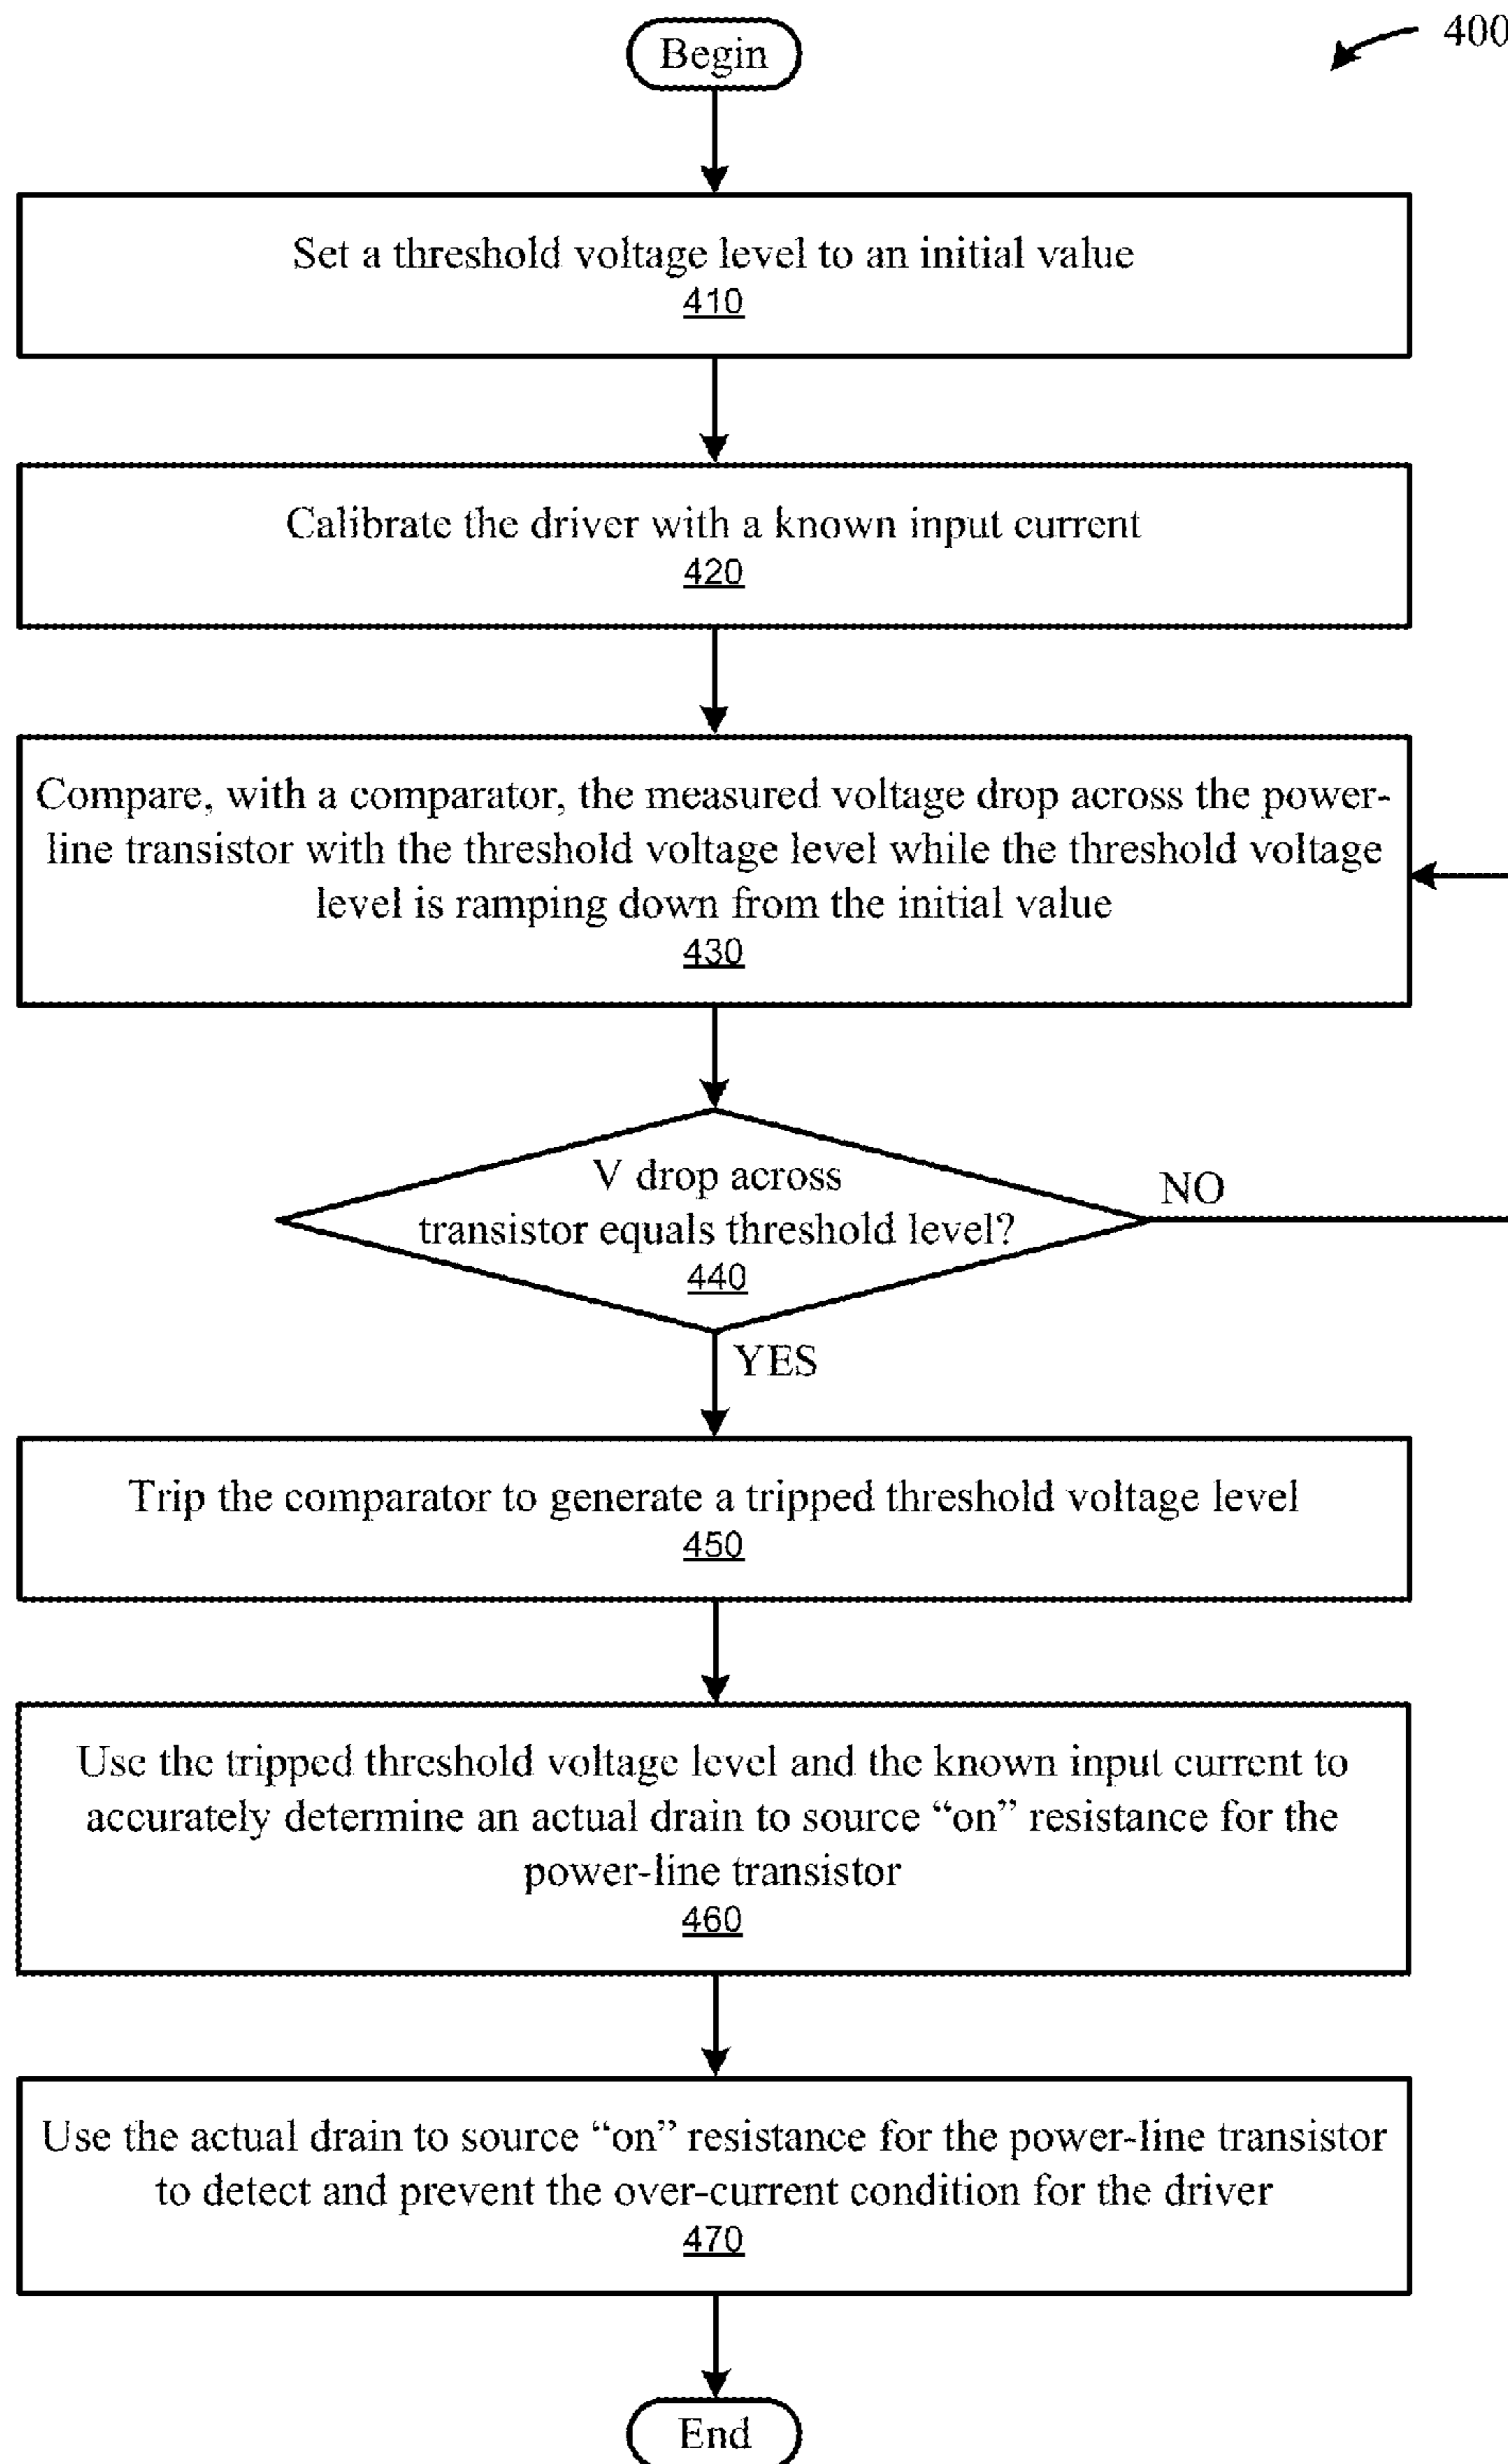 Begin
400
Set a threshold voltage level to an initial value
410
Calibrate the driver with a known input current
420
Compare, with a comparator, the measured voltage drop across the power-
line transistor with the threshold voltage level while the threshold voltage
level is ramping down from the initial value
430
V drop across
transistor equals threshold level?
440
NO
YES
Trip the comparator to generate a tripped threshold voltage level
450
Use the tripped threshold voltage level and the known input current to
accurately determine an actual drain to source “on” resistance for the
power-line transistor
460
Use the actual drain to source “on” resistance for the power-line transistor
to detect and prevent the over-current condition for the driver
470
End